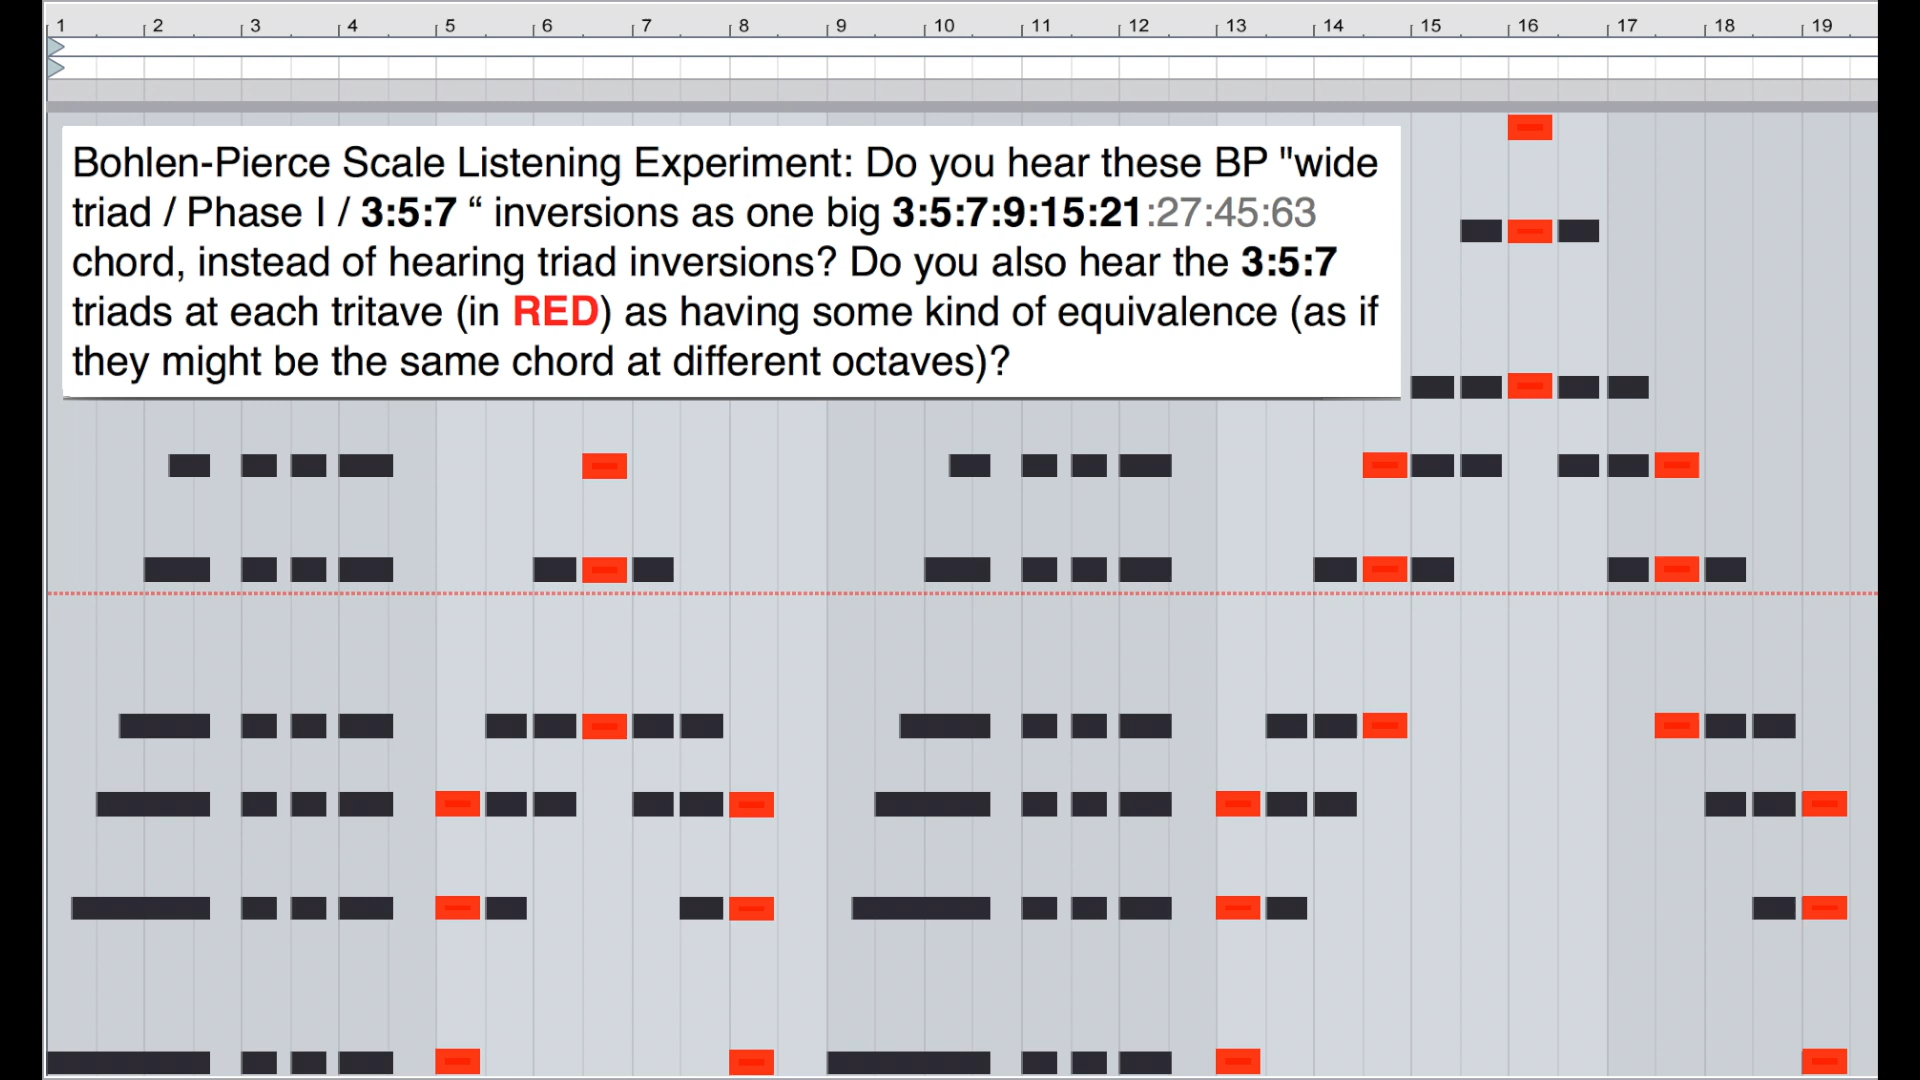 1 2 3 4 5 6 7 8 9 10 11 12 13 14 15 16 17 18 19
Bohlen-Pierce Scale Listening Experiment: Do you hear these BP "wide
triad / Phase I / 3:5:7 “ inversions as one big 3:5:7:9:15:21:27:45:63
chord, instead of hearing triad inversions? Do you also hear the 3:5:7
triads at each tritave (in RED) as having some kind of equivalence (as if
they might be the same chord at different octaves)?